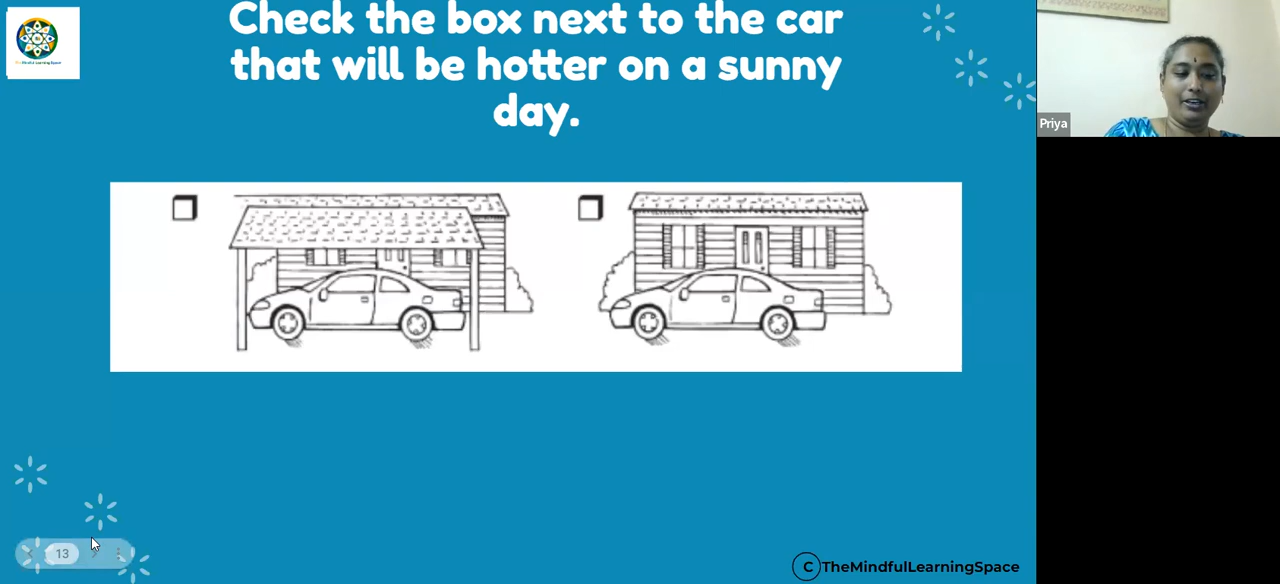 Check the box next to the car
that will be hotter on a sunny
day.
Priya
13
C TheMindfulLearningSpace